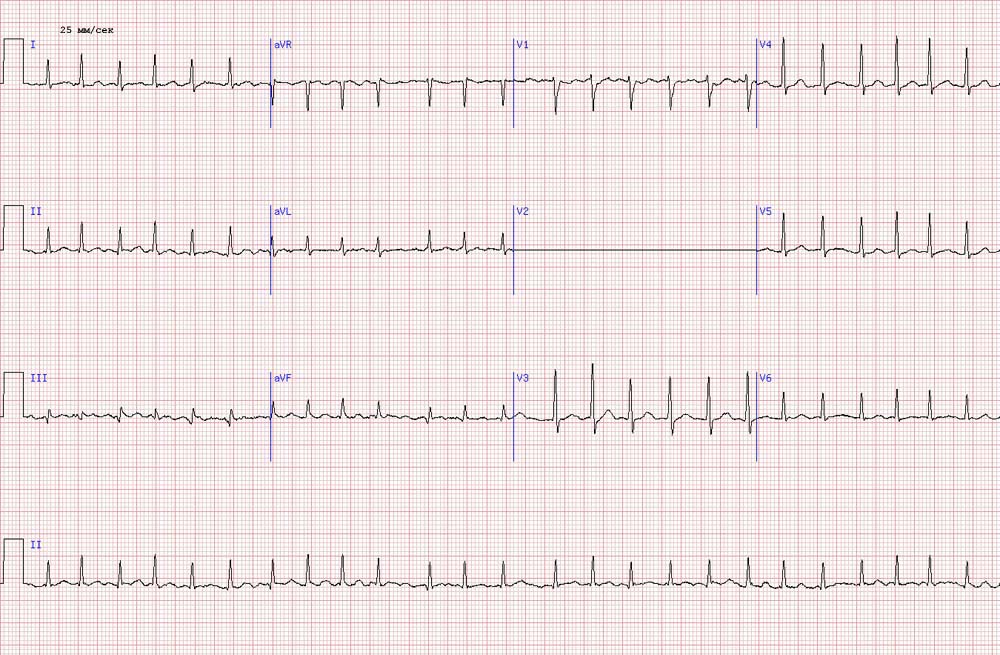 25 мм/сек
I aVR V1 V4
II aVL V2 V5
III aVF V3 V6
II